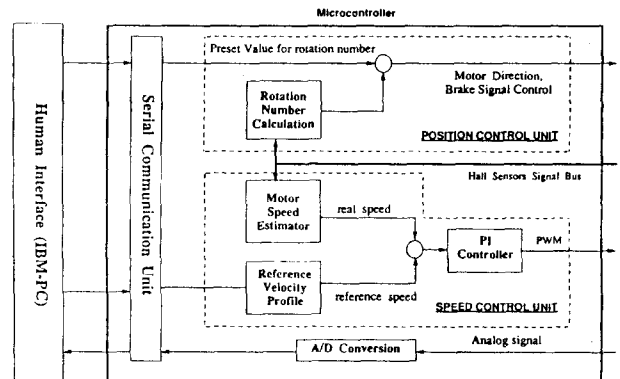 Microcontroller
Human Interface (IBM-PC)
Serial Communication Unit
Preset Value for rotation number
Rotation
Number
Calculation
Motor Direction,
Brake Signal Control
POSITION CONTROL UNIT
Hall Sensors Signal Bus
Motor
Speed
Estimator
real speed
PI
Controller
PWM
Reference
Velocity
Profile
reference speed
SPEED CONTROL UNIT
A/D Conversion
Analog signal